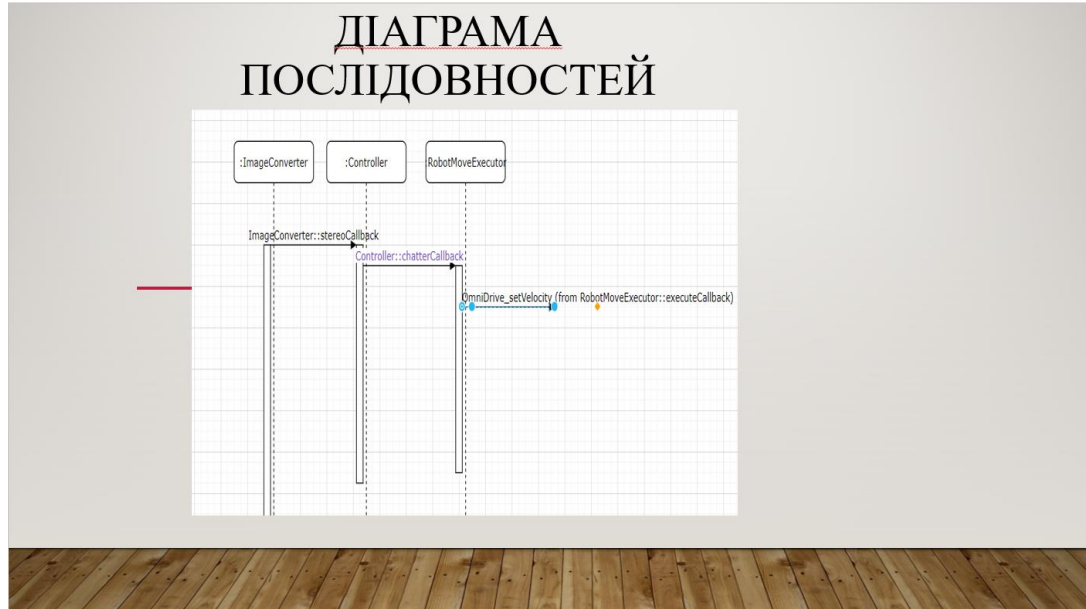 ДІАГРАМА
ПОСЛІДОВНОСТЕЙ
:ImageConverter
:Controller
RobotMoveExecutor
ImageConverter::stereoCallback
Controller::chatterCallback
OmniDrive_setVelocity (from RobotMoveExecutor::executeCallback)